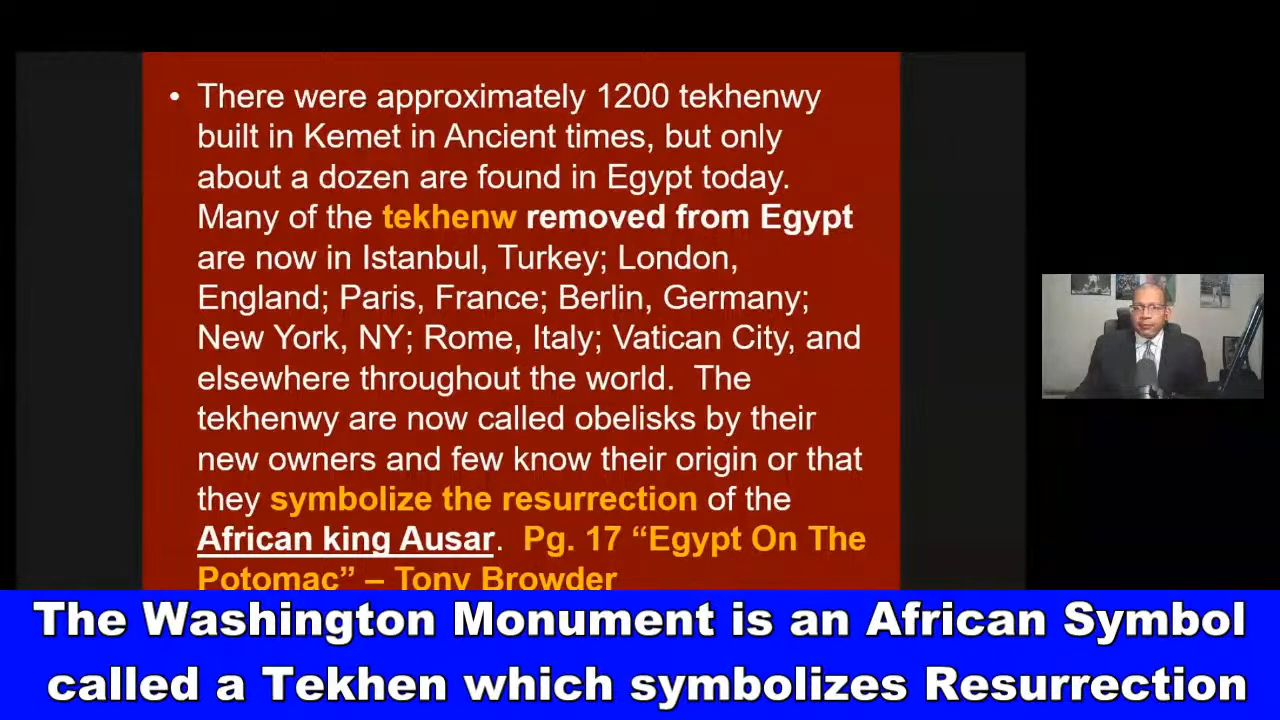 • There were approximately 1200 tekhenwy
built in Kemet in Ancient times, but only
about a dozen are found in Egypt today.
Many of the tekhenw removed from Egypt
are now in Istanbul, Turkey; London,
England; Paris, France; Berlin, Germany;
New York, NY; Rome, Italy; Vatican City, and
elsewhere throughout the world.  The
tekhenwy are now called obelisks by their
new owners and few know their origin or that
they symbolize the resurrection of the
African king Ausar.  Pg. 17 “Egypt On The
Potomac” – Tony Browder
The Washington Monument is an African Symbol
called a Tekhen which symbolizes Resurrection